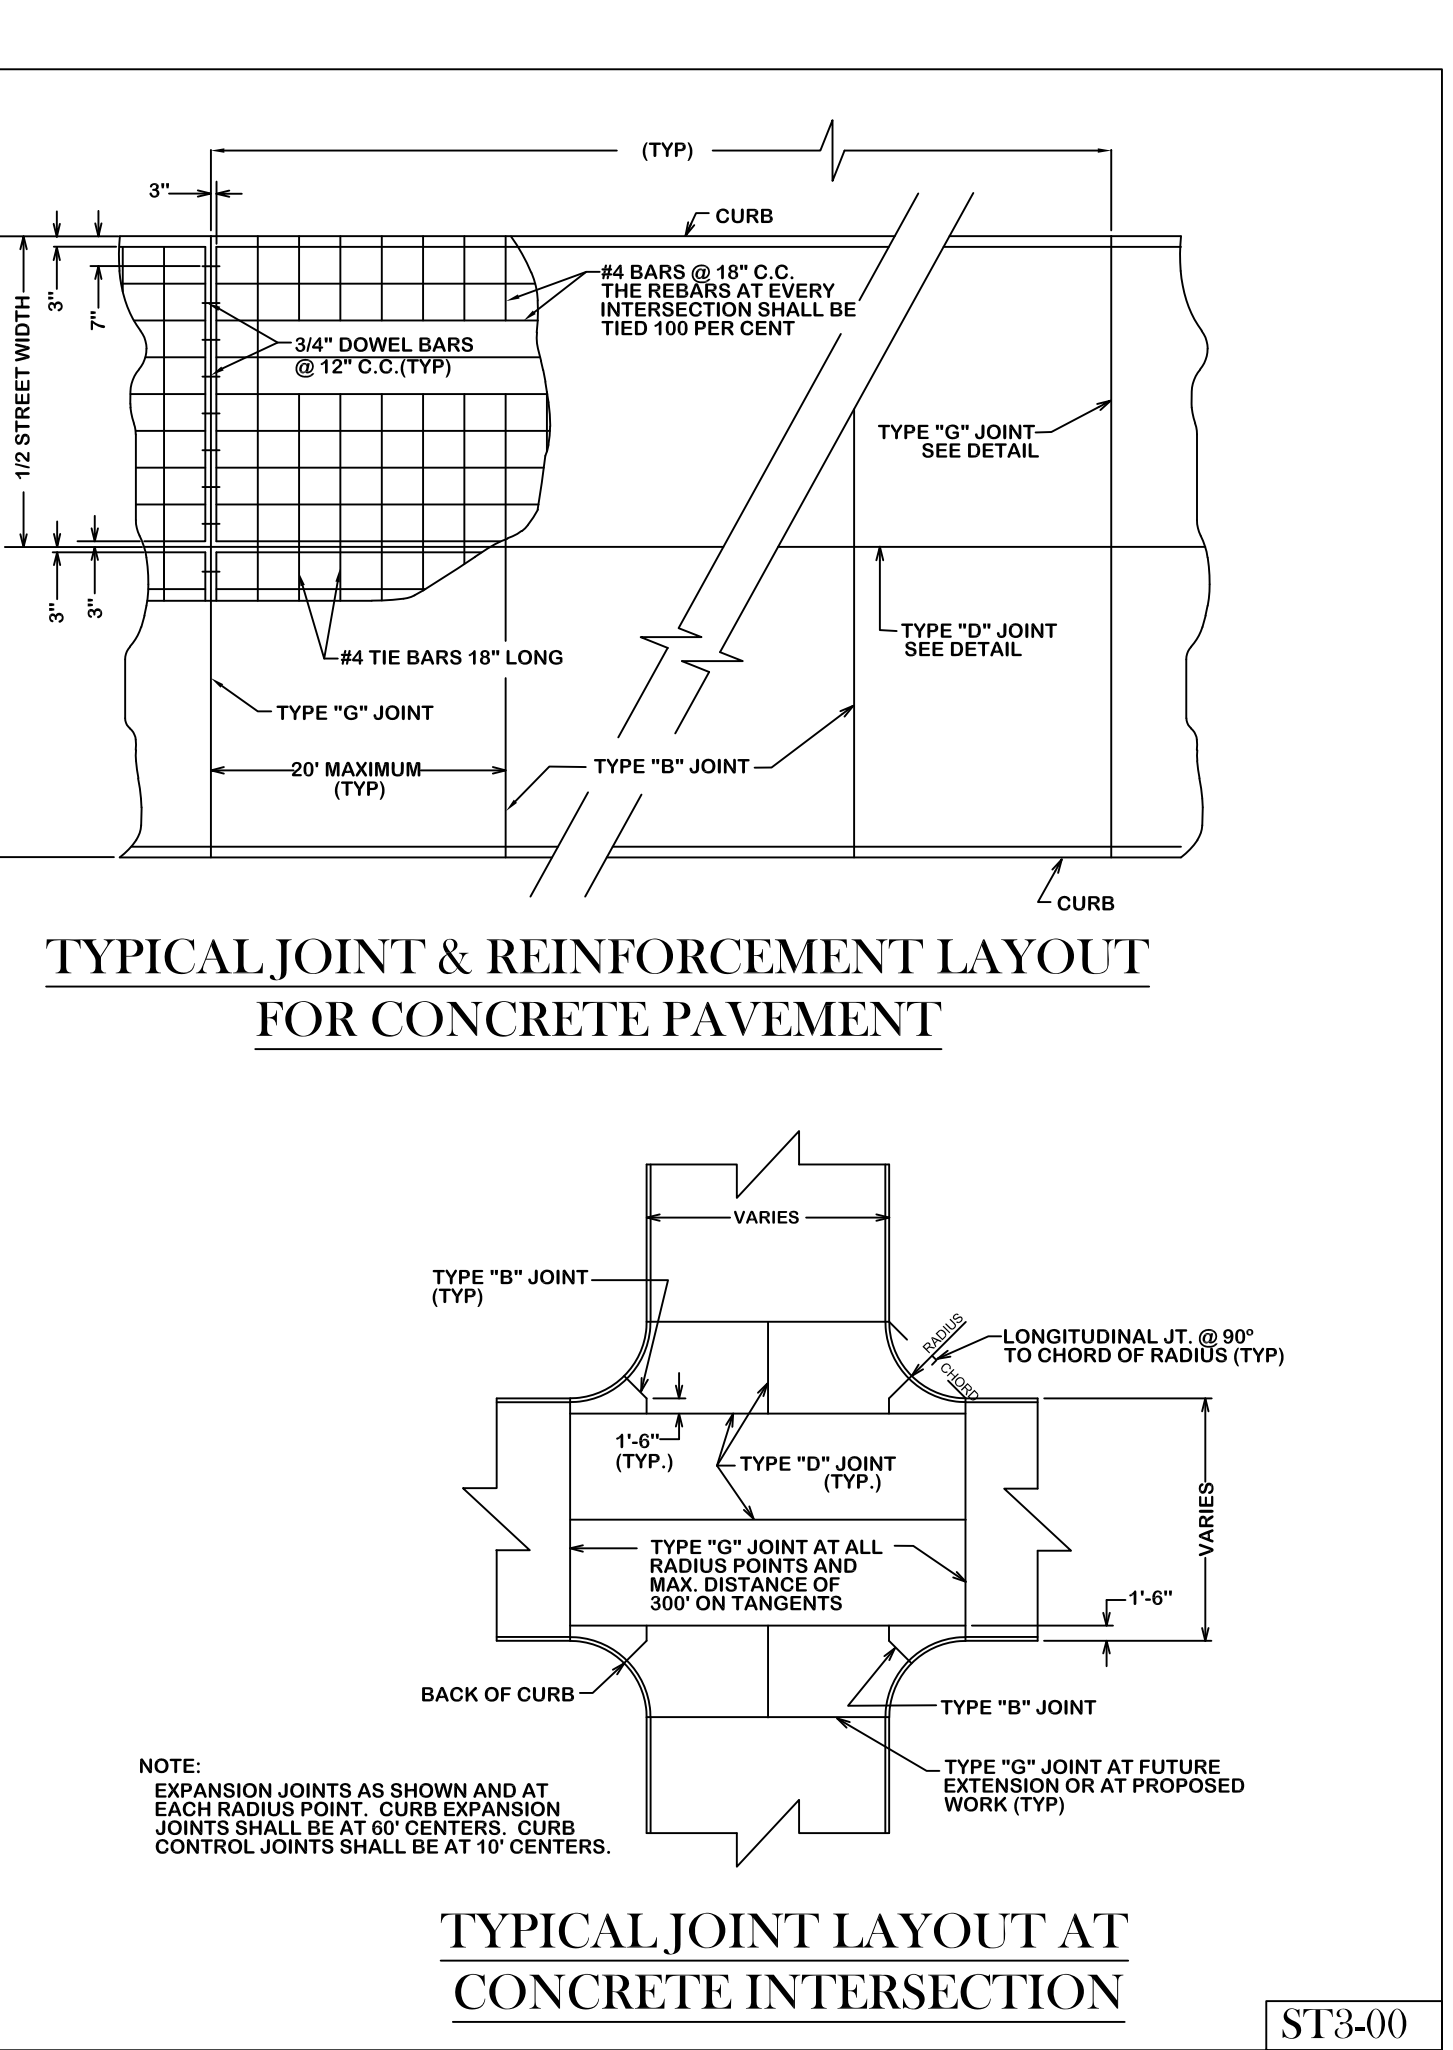 (TYP)
3"
CURB
#4 BARS @ 18" C.C.
THE REBARS AT EVERY
INTERSECTION SHALL BE
TIED 100 PER CENT
3"
7"
1/2 STREET WIDTH
3/4" DOWEL BARS
@ 12" C.C.(TYP)
TYPE "G" JOINT
SEE DETAIL
3"
3"
#4 TIE BARS 18" LONG
TYPE "D" JOINT
SEE DETAIL
TYPE "G" JOINT
20' MAXIMUM
(TYP)
TYPE "B" JOINT
CURB
TYPICAL JOINT & REINFORCEMENT LAYOUT
FOR CONCRETE PAVEMENT
VARIES
TYPE "B" JOINT
(TYP)
RADIUS
CHORD
LONGITUDINAL JT. @ 90º
TO CHORD OF RADIUS (TYP)
1'-6"
(TYP.)
TYPE "D" JOINT
(TYP.)
VARIES
TYPE "G" JOINT AT ALL
RADIUS POINTS AND
MAX. DISTANCE OF
300' ON TANGENTS
1'-6"
BACK OF CURB
TYPE "B" JOINT
TYPE "G" JOINT AT FUTURE
EXTENSION OR AT PROPOSED
WORK (TYP)
NOTE:
EXPANSION JOINTS AS SHOWN AND AT
EACH RADIUS POINT. CURB EXPANSION
JOINTS SHALL BE AT 60' CENTERS. CURB
CONTROL JOINTS SHALL BE AT 10' CENTERS.
TYPICAL JOINT LAYOUT AT
CONCRETE INTERSECTION
ST3-00